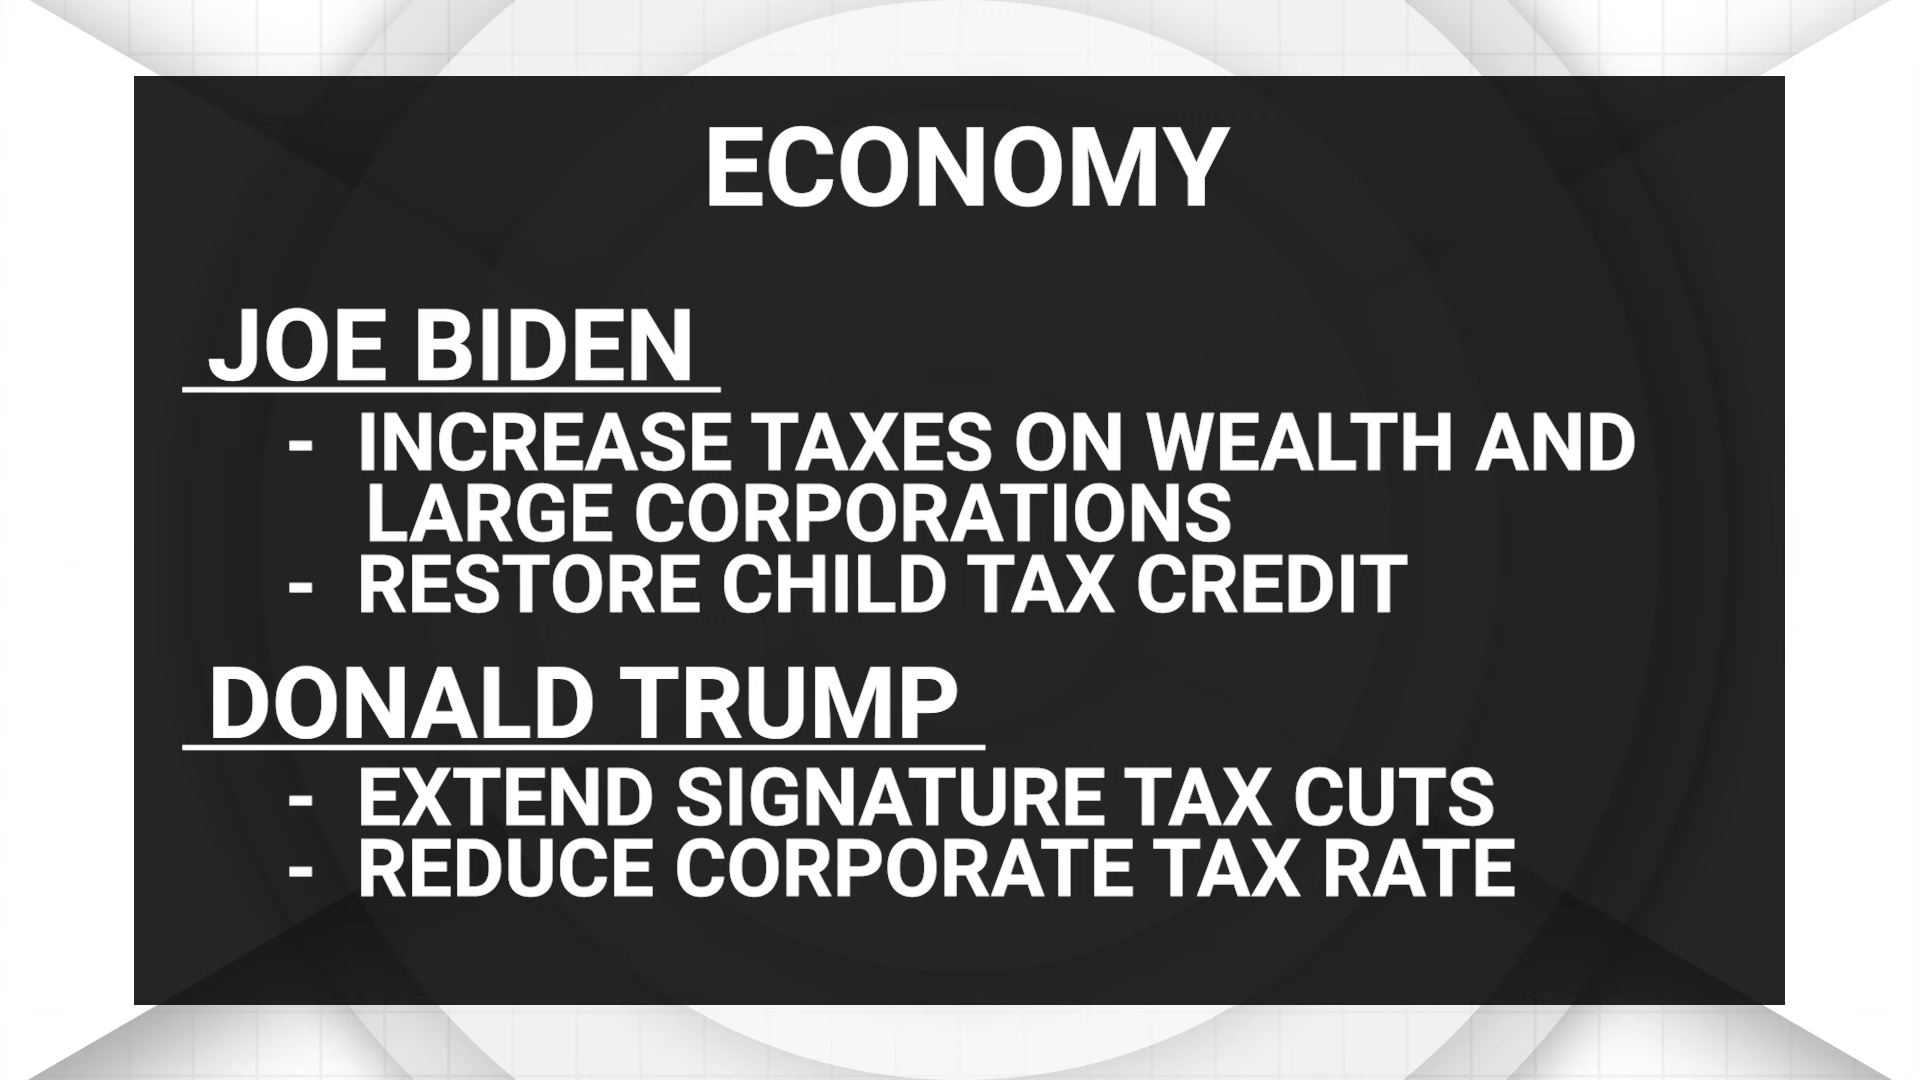 ECONOMY
JOE BIDEN
- INCREASE TAXES ON WEALTH AND
LARGE CORPORATIONS
- RESTORE CHILD TAX CREDIT
DONALD TRUMP
- EXTEND SIGNATURE TAX CUTS
- REDUCE CORPORATE TAX RATE